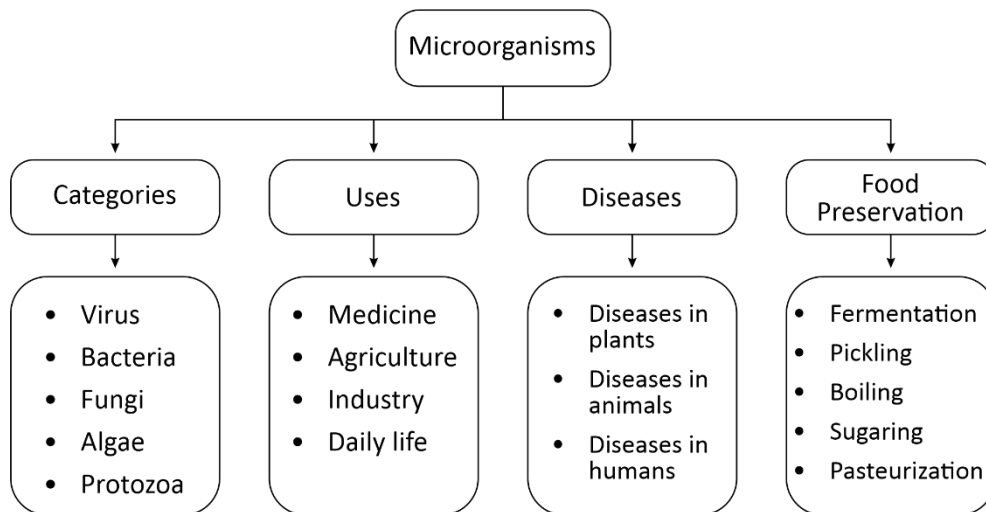 Microorganisms
Categories
Uses
Diseases
Food
Preservation
• Virus
• Bacteria
• Fungi
• Algae
• Protozoa
• Medicine
• Agriculture
• Industry
• Daily life
• Diseases in
plants
• Diseases in
animals
• Diseases in
humans
• Fermentation
• Pickling
• Boiling
• Sugaring
• Pasteurization